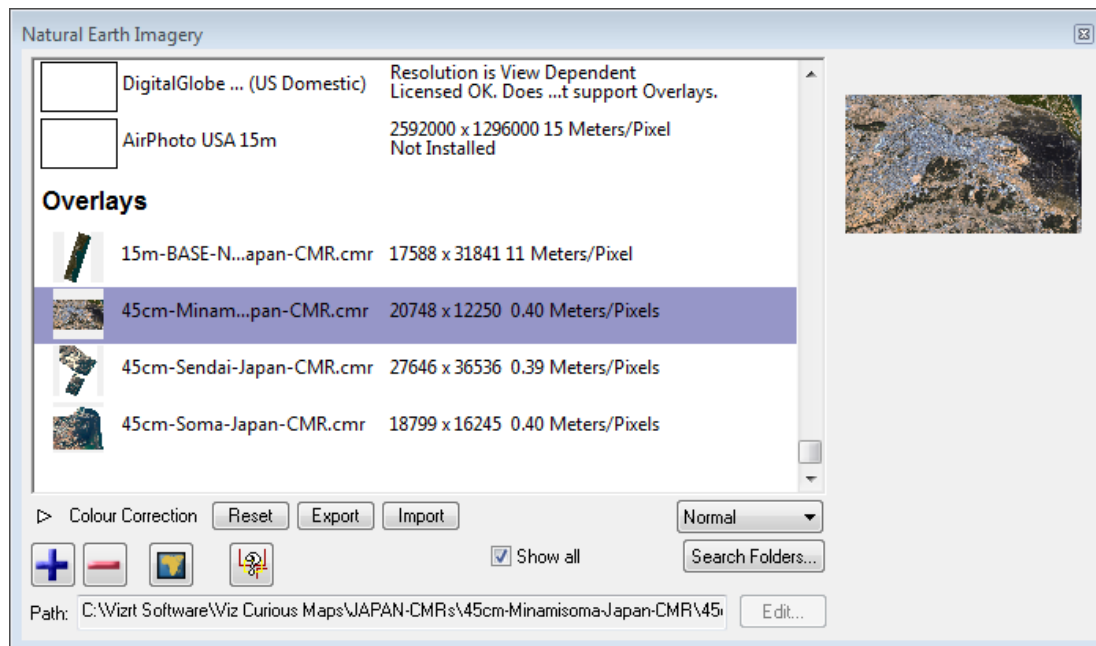 Natural Earth Imagery
DigitalGlobe ... (US Domestic) Resolution is View Dependent
Licensed OK. Does ...t support Overlays.
AirPhoto USA 15m 2592000 x 1296000 15 Meters/Pixel
Not Installed
Overlays
15m-BASE-N...apan-CMR.cmr 17588 x 31841 11 Meters/Pixel
45cm-Minam...pan-CMR.cmr 20748 x 12250 0.40 Meters/Pixels
45cm-Sendai-Japan-CMR.cmr 27646 x 36536 0.39 Meters/Pixels
45cm-Soma-Japan-CMR.cmr 18799 x 16245 0.40 Meters/Pixels
Colour Correction Reset Export Import Normal
Show all Search Folders...
Path: C:\Vizrt Software\Viz Curious Maps\JAPAN-CMRs\45cm-Minamisoma-Japan-CMR\45 Edit...